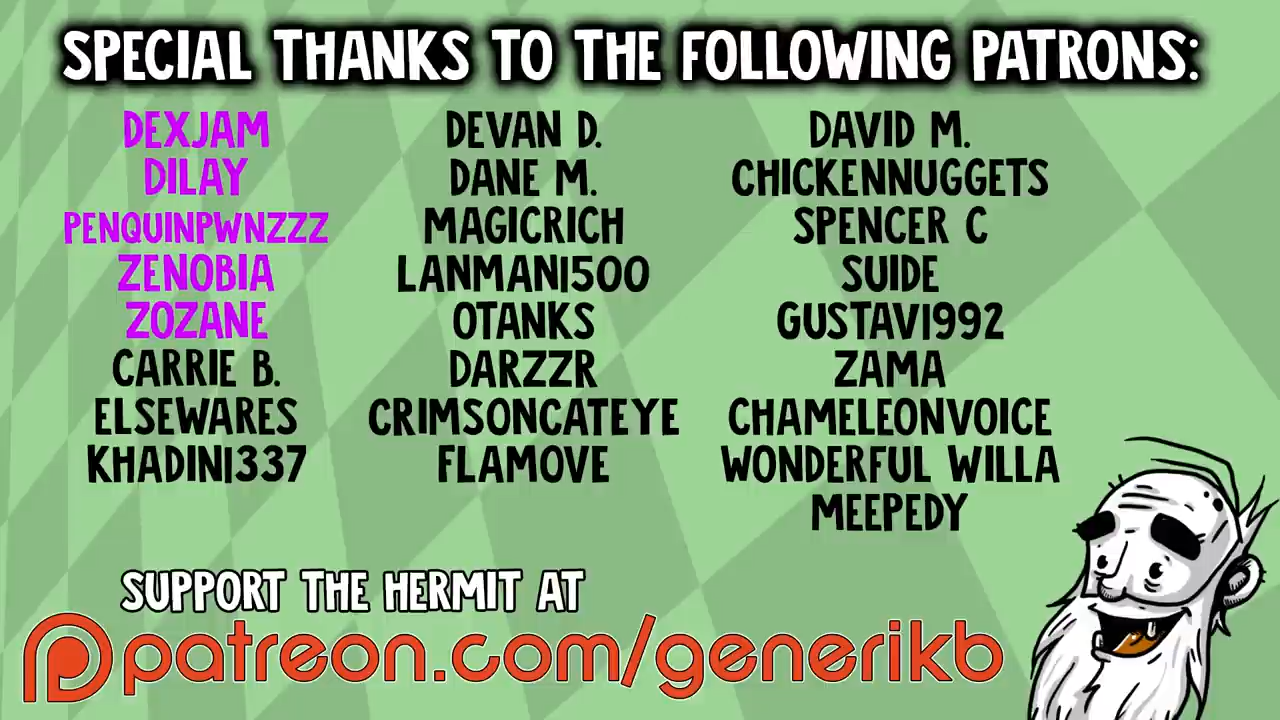 SPECIAL THANKS TO THE FOLLOWING PATRONS:
DEXJAM
DILAY
PENQUINPWNZZZ
ZENOBIA
ZOZANE
CARRIE B.
ELSEWARES
KHADIN1337
DEVAN D.
DANE M.
MAGICRICH
LANMAN1500
OTANKS
DARZZR
CRIMSONCATEYE
FLAMOVE
DAVID M.
CHICKENNUGGETS
SPENCER C
SUIDE
GUSTAV1992
ZAMA
CHAMELEONVOICE
WONDERFUL WILLA
MEEPEDY
SUPPORT THE HERMIT AT
patreon.com/generikb